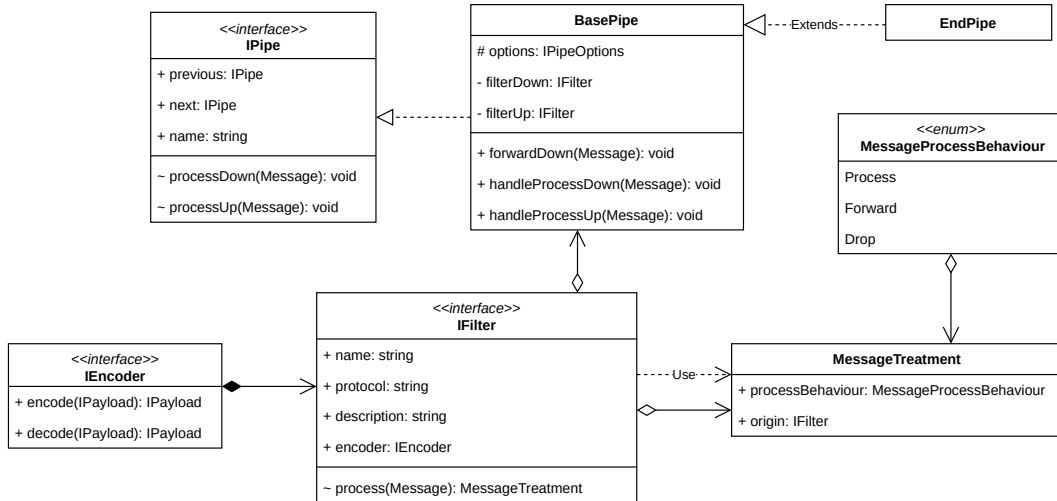 <<interface>>
IPipe
+ previous: IPipe
+ next: IPipe
+ name: string
~ processDown(Message): void
~ processUp(Message): void
BasePipe
# options: IPipeOptions
- filterDown: IFilter
- filterUp: IFilter
+ forwardDown(Message): void
+ handleProcessDown(Message): void
+ handleProcessUp(Message): void
Extends
EndPipe
<<enum>>
MessageProcessBehaviour
Process
Forward
Drop
<<interface>>
IEncoder
+ encode(IPayload): IPayload
+ decode(IPayload): IPayload
<<interface>>
IFilter
+ name: string
+ protocol: string
+ description: string
+ encoder: IEncoder
~ process(Message): MessageTreatment
Use
MessageTreatment
+ processBehaviour: MessageProcessBehaviour
+ origin: IFilter